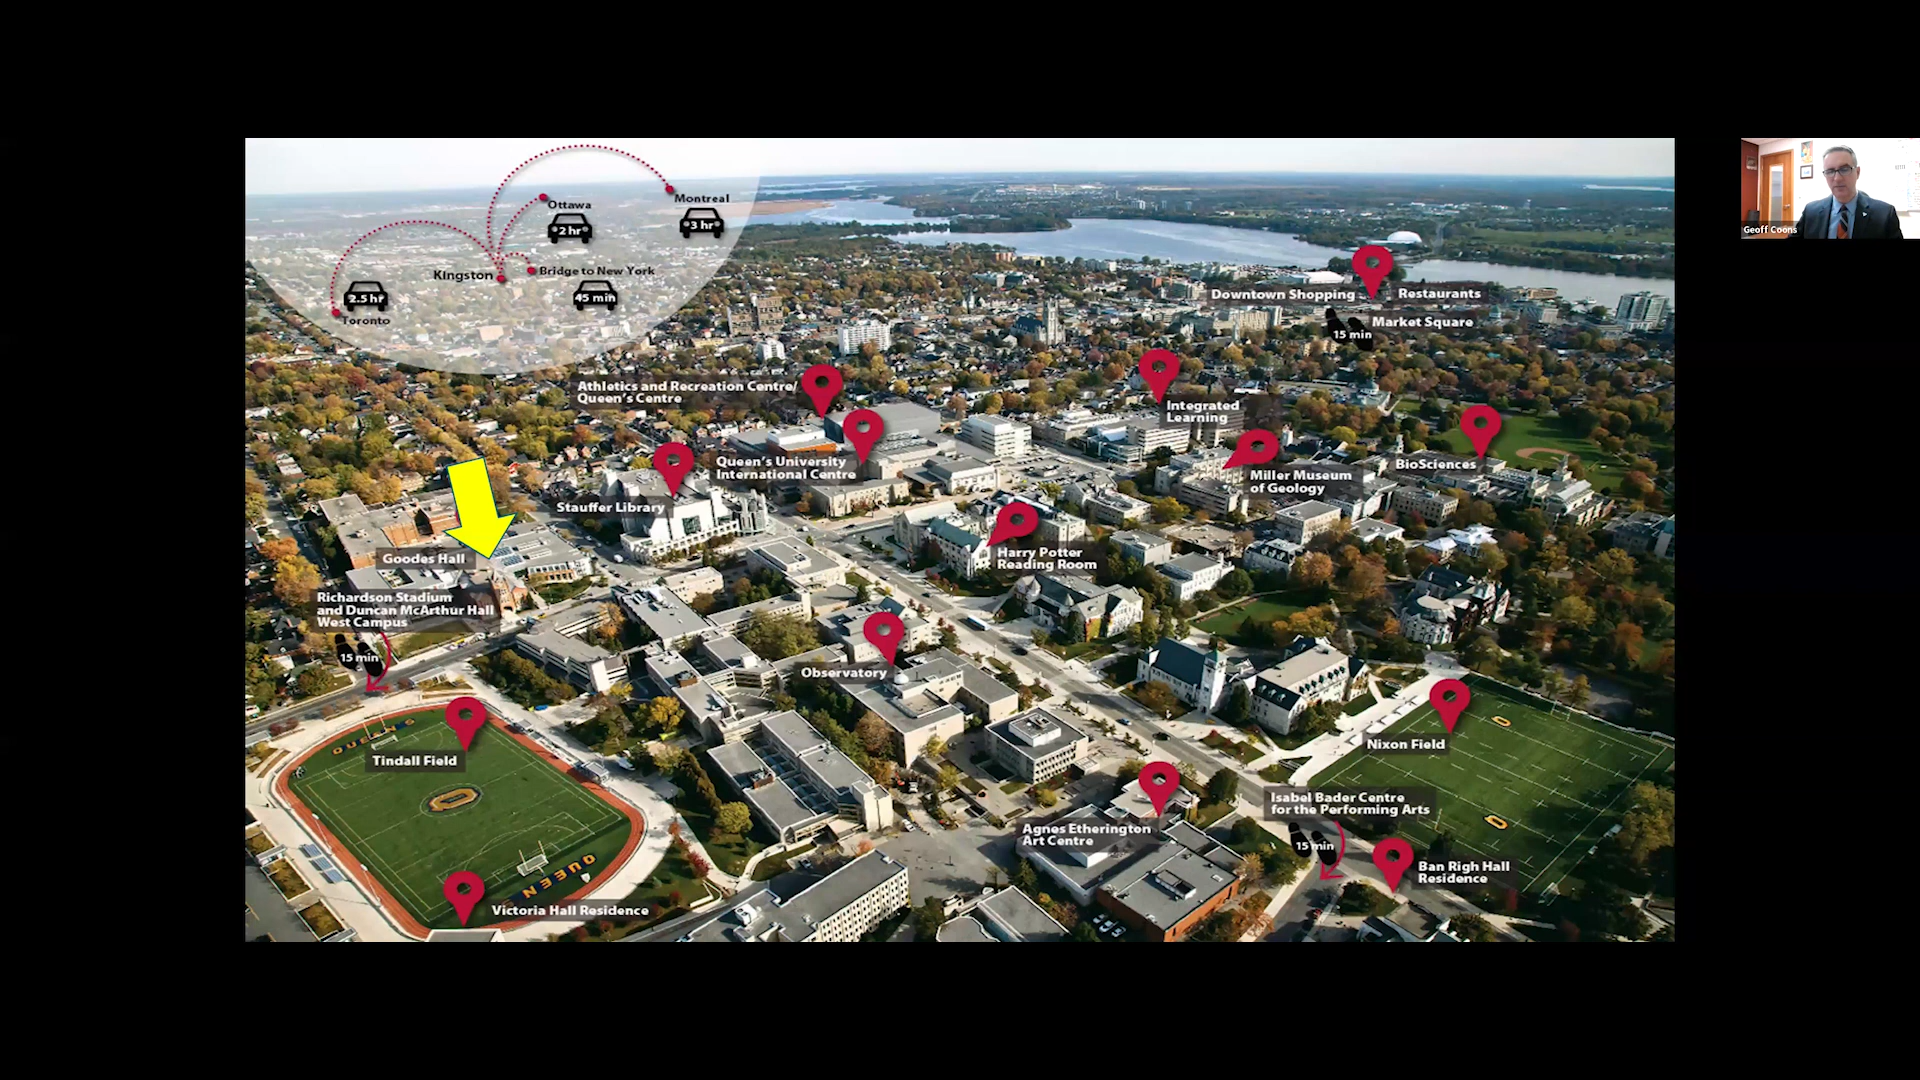 Montreal
3 hr
Ottawa
2 hr
Kingston
Bridge to New York
45 min
2.5 hr
Toronto
Geoff Coons
Downtown Shopping
Restaurants
Market Square
15 min
Athletics and Recreation Centre/
Queen's Centre
Integrated
Learning
Queen's University
International Centre
BioSciences
Miller Museum
of Geology
Stauffer Library
Harry Potter
Reading Room
Goodes Hall
Richardson Stadium
and Duncan McArthur Hall
West Campus
15 min
Observatory
QUEEN'S
Tindall Field
Nixon Field
Isabel Bader Centre
for the Performing Arts
15 min
Agnes Etherington
Art Centre
Ban Righ Hall
Residence
QUEEN'S
Victoria Hall Residence